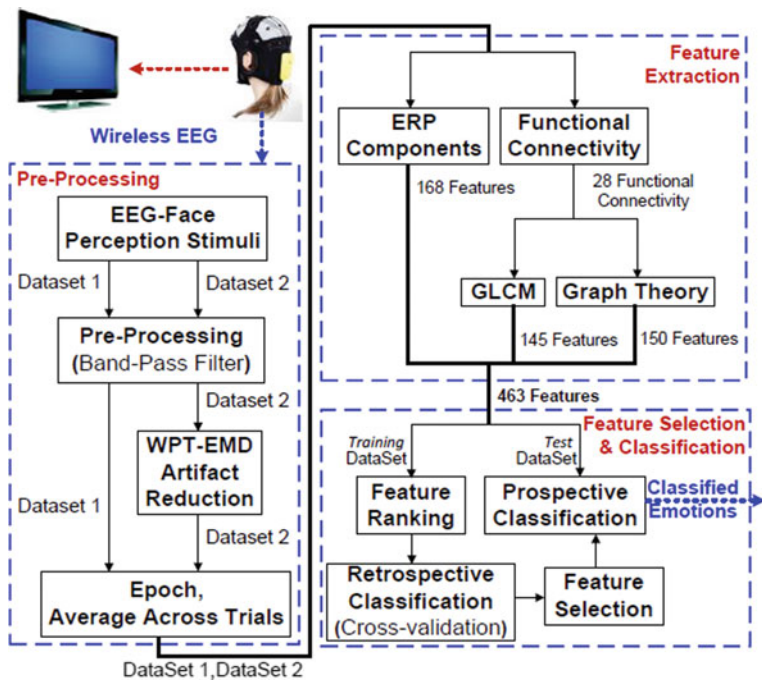 Wireless EEG
Pre-Processing
EEG-Face
Perception Stimuli
Dataset 1
Dataset 2
Pre-Processing
(Band-Pass Filter)
Dataset 2
WPT-EMD
Artifact
Reduction
Dataset 1
Dataset 2
Epoch,
Average Across Trials
DataSet 1,DataSet 2
Feature
Extraction
ERP
Components
Functional
Connectivity
168 Features
28 Functional
Connectivity
GLCM
Graph Theory
145 Features
150 Features
463 Features
Feature Selection
& Classification
Training
DataSet
Test
DataSet
Feature
Ranking
Prospective
Classification
Classified
Emotions
Retrospective
Classification
(Cross-validation)
Feature
Selection